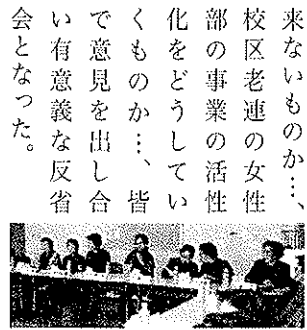 来ないものか…、
校区老連の女性
部の事業の活性
化をどうしてい
くものか…、皆
で意見を出し合
い有意義な反省
会となった。